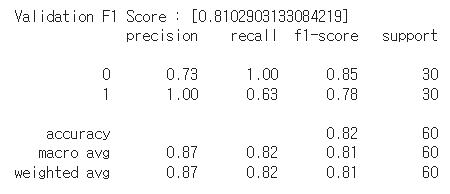 Validation F1 Score : [0.8102903133084219]
precision recall f1-score support
0 0.73 1.00 0.85 30
1 1.00 0.63 0.78 30
accuracy 0.82 60
macro avg 0.87 0.82 0.81 60
weighted avg 0.87 0.82 0.81 60